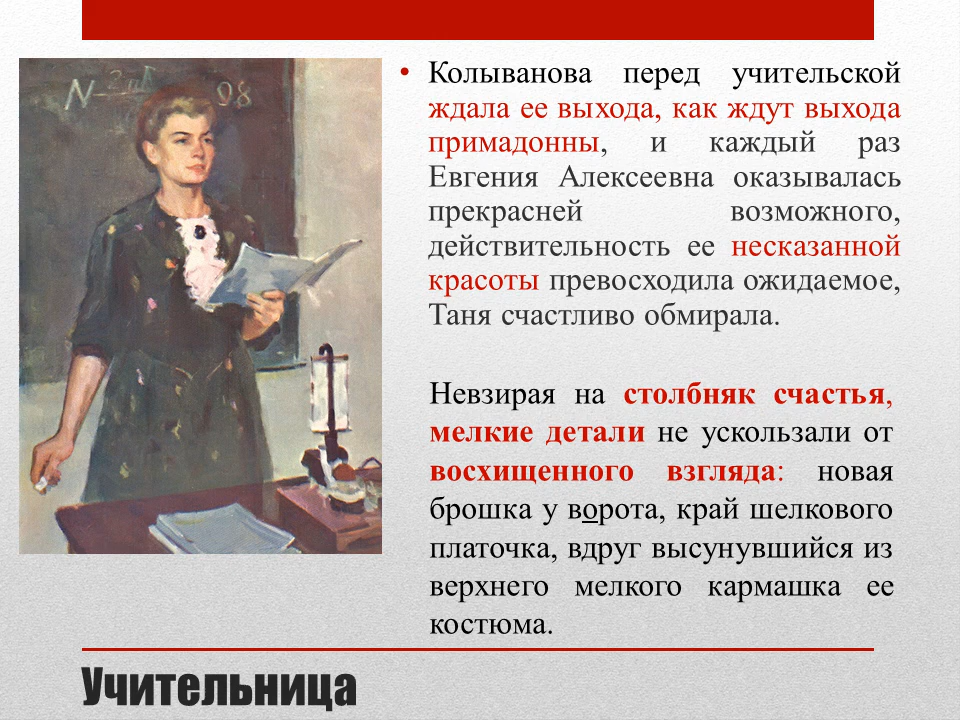 • Колыванова перед учительской
ждала ее выхода, как ждут выхода
примадонны, и каждый раз
Евгения Алексеевна оказывалась
прекрасней возможного,
действительность ее несказанной
красоты превосходила ожидаемое,
Таня счастливо обмирала.
Невзирая на столбняк счастья,
мелкие детали не ускользали от
восхищенного взгляда: новая
брошка у ворота, край шелкового
платочка, вдруг высунувшийся из
верхнего мелкого кармашка ее
костюма.
Учительница